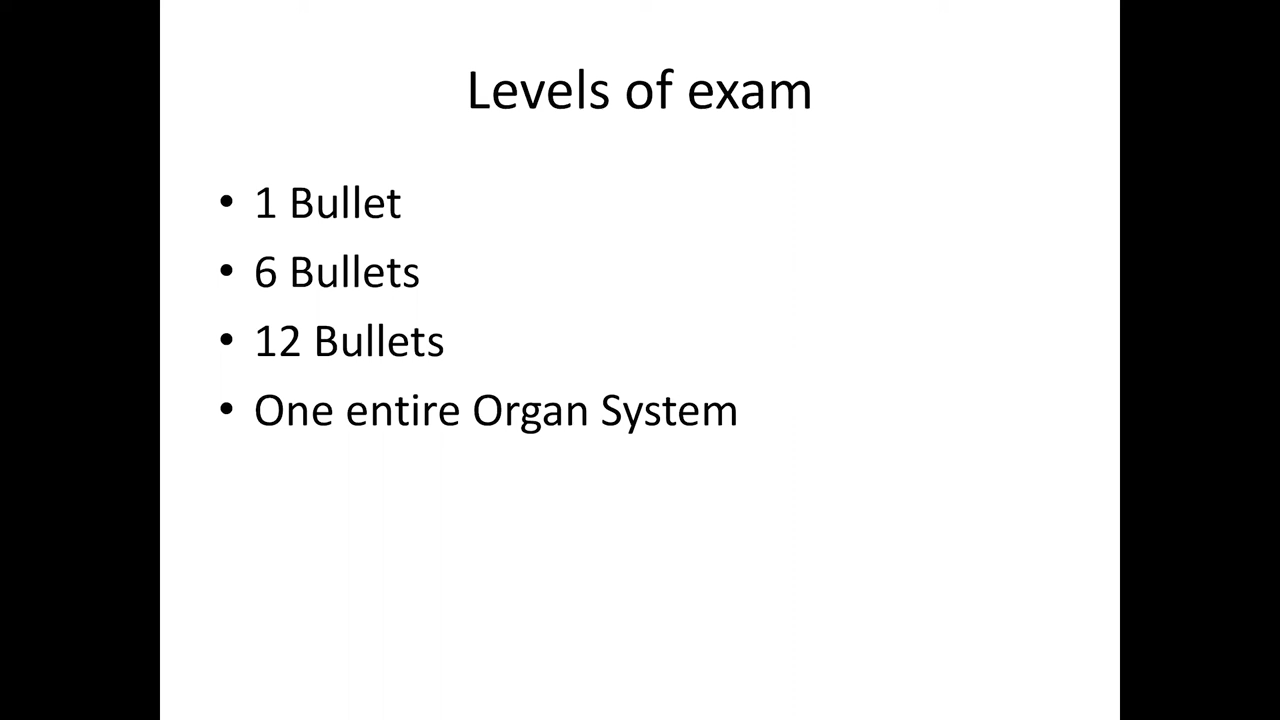 Levels of exam
• 1 Bullet
• 6 Bullets
• 12 Bullets
• One entire Organ System